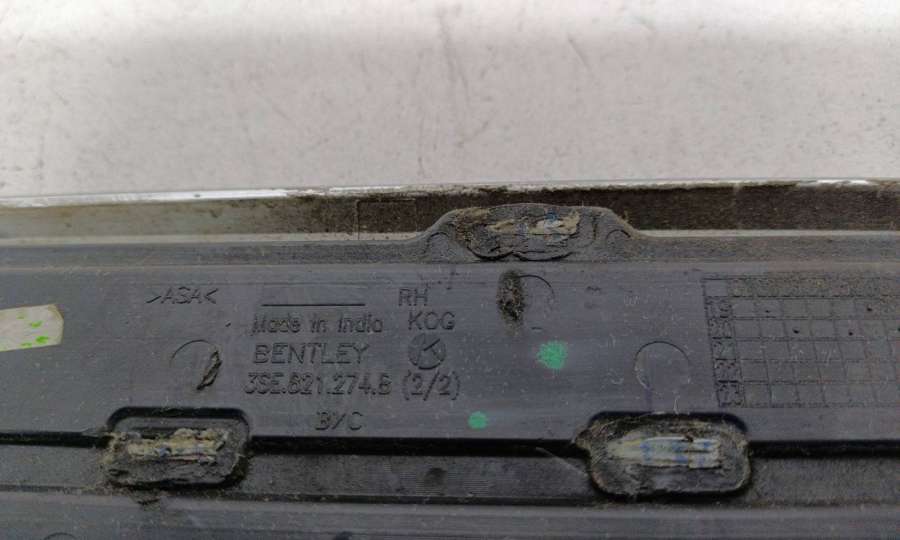 >ASA<
RH
Made in India KOG
BENTLEY K
3SE.821.274.B (2/2)
B/C